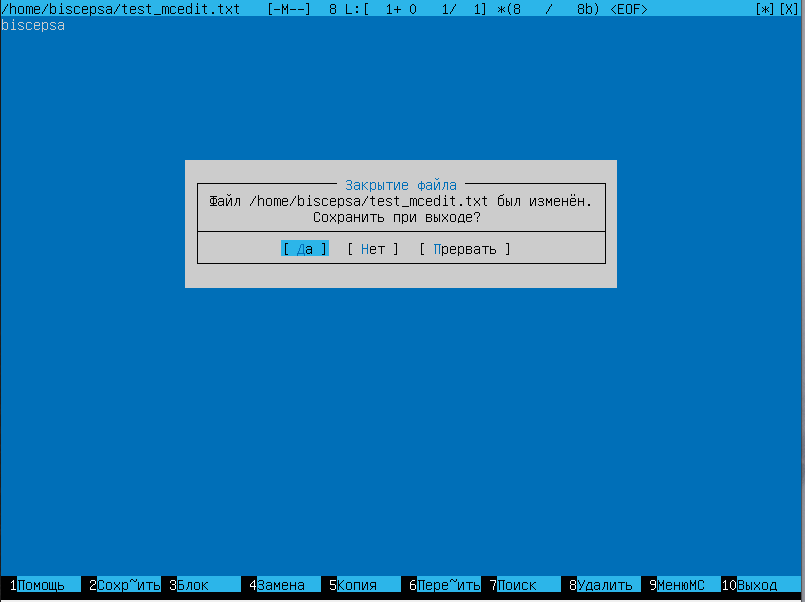 /home/biscepsa/test_mcedit.txt [-M--] 8 L:[ 1+ 0 1/ 1] *(8 / 8b) <EOF> [*][X]
biscepsa
Закрытие файла
Файл /home/biscepsa/test_mcedit.txt был изменён.
Сохранить при выходе?
[ Да ] [ Нет ] [ Прервать ]
1Помощь 2Сохр~ить 3Блок 4Замена 5Копия 6Пере~ить 7Поиск 8Удалить 9МенюMC 10Выход